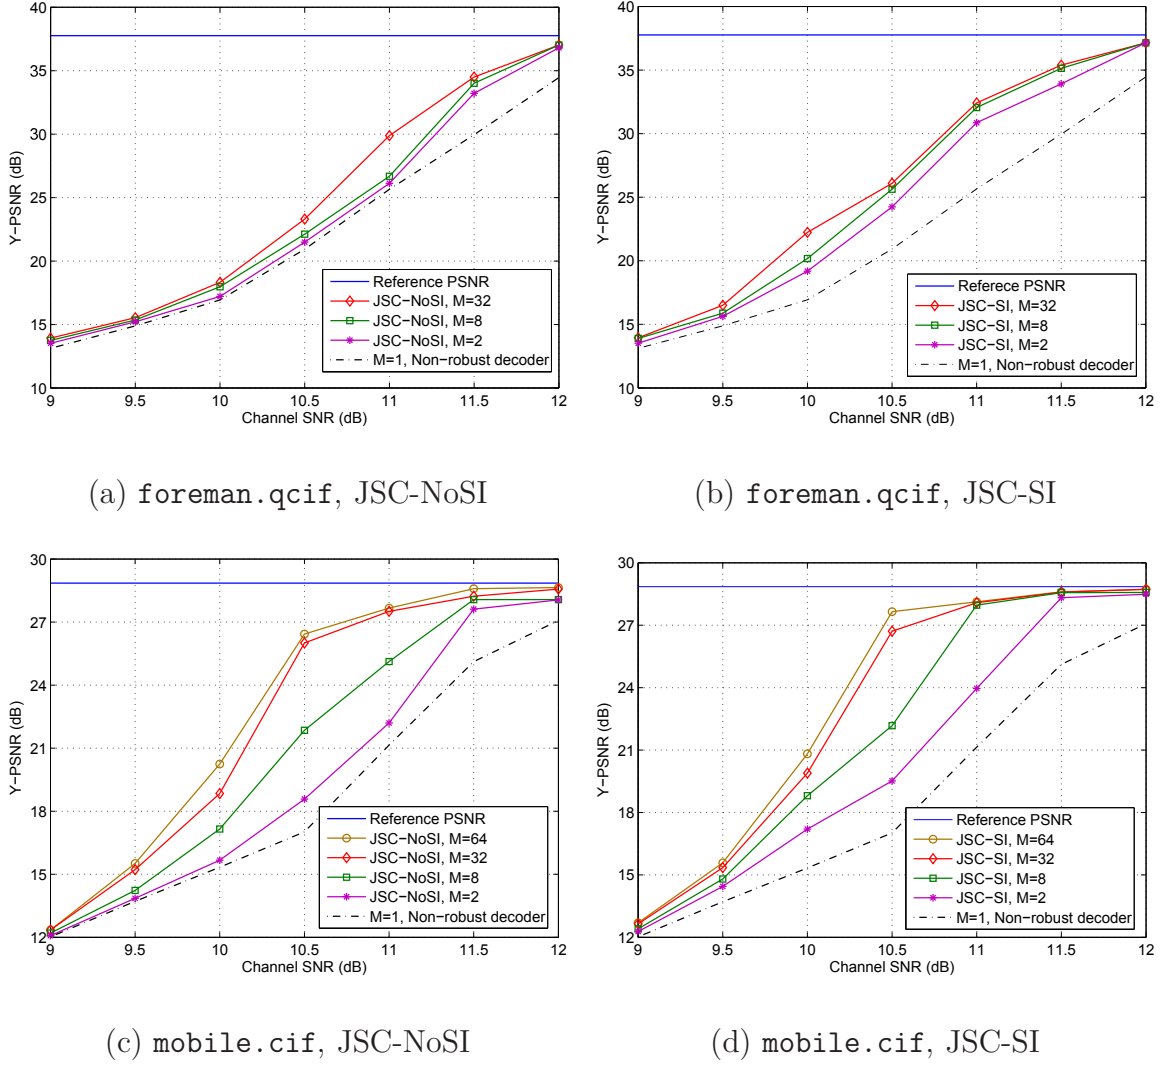 40
35
30
25
20
15
10
Y−PSNR (dB)
Reference PSNR
JSC−NoSI, M=32
JSC−NoSI, M=8
JSC−NoSI, M=2
M=1, Non−robust decoder
9 9.5 10 10.5 11 11.5 12
Channel SNR (dB)
(a) foreman.qcif, JSC-NoSI
40
35
30
25
20
15
10
Y−PSNR (dB)
Referece PSNR
JSC−SI, M=32
JSC−SI, M=8
JSC−SI, M=2
M=1, Non−robust decoder
9 9.5 10 10.5 11 11.5 12
Channel SNR (dB)
(b) foreman.qcif, JSC-SI
30
27
24
21
18
15
12
Y−PSNR (dB)
Reference PSNR
JSC−NoSI, M=64
JSC−NoSI, M=32
JSC−NoSI, M=8
JSC−NoSI, M=2
M=1, Non−robust decoder
9 9.5 10 10.5 11 11.5 12
Channel SNR (dB)
(c) mobile.cif, JSC-NoSI
30
27
24
21
18
15
12
Y−PSNR (dB)
Reference PSNR
JSC−SI, M=64
JSC−SI, M=32
JSC−SI, M=8
JSC−SI, M=2
M=1, Non−robust decoder
9 9.5 10 10.5 11 11.5 12
Channel SNR (dB)
(d) mobile.cif, JSC-SI